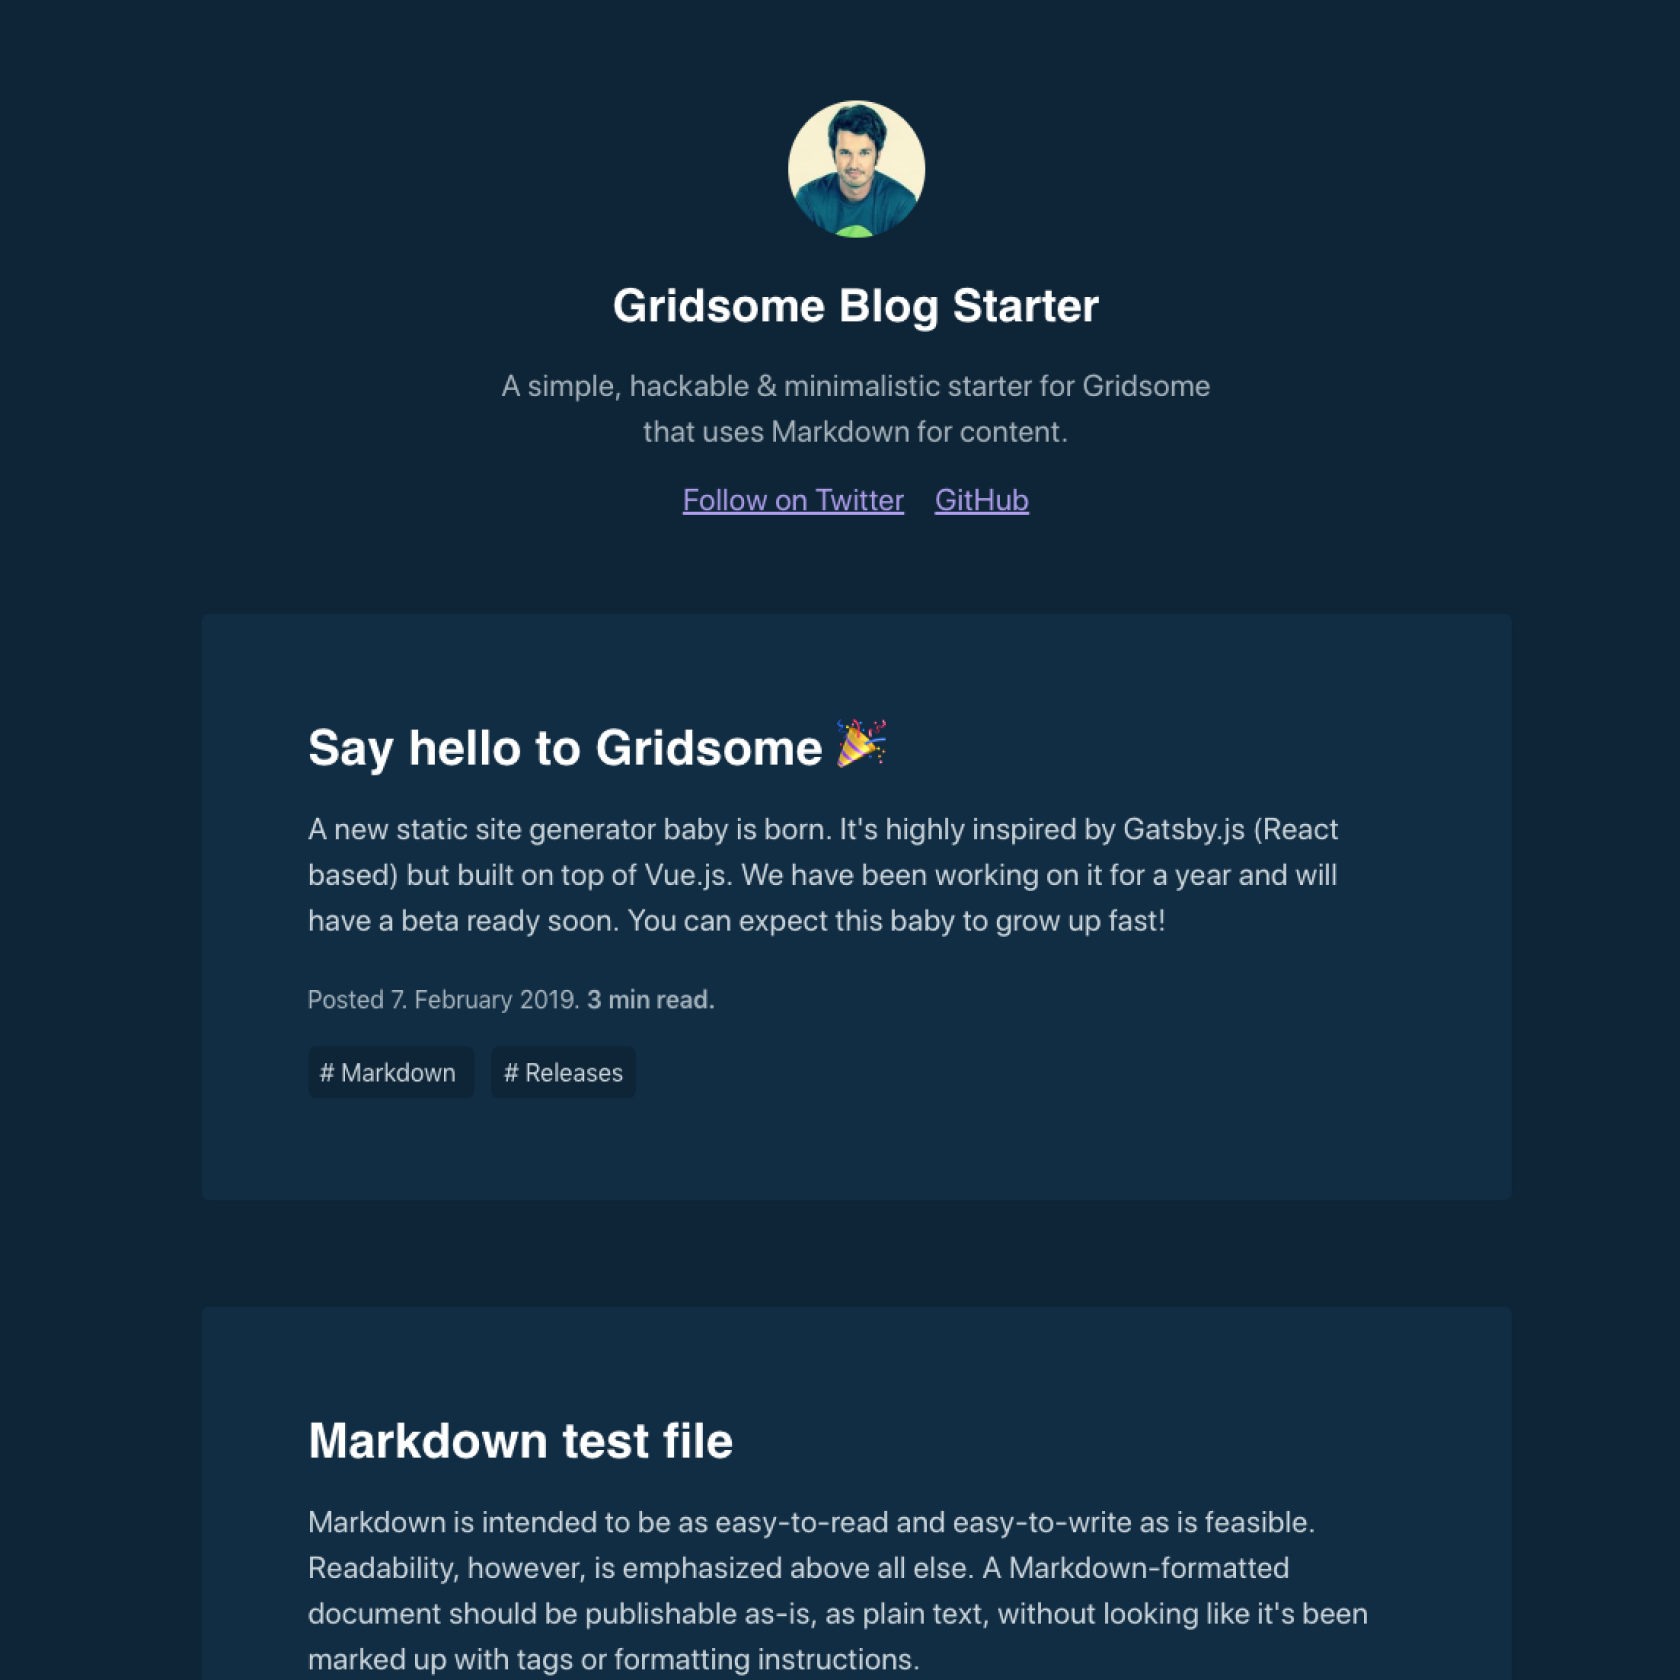 Gridsome Blog Starter
A simple, hackable & minimalistic starter for Gridsome
that uses Markdown for content.
Follow on Twitter GitHub
Say hello to Gridsome 🎉
A new static site generator baby is born. It's highly inspired by Gatsby.js (React
based) but built on top of Vue.js. We have been working on it for a year and will
have a beta ready soon. You can expect this baby to grow up fast!
Posted 7. February 2019. 3 min read.
# Markdown # Releases
Markdown test file
Markdown is intended to be as easy-to-read and easy-to-write as is feasible.
Readability, however, is emphasized above all else. A Markdown-formatted
document should be publishable as-is, as plain text, without looking like it's been
marked up with tags or formatting instructions.